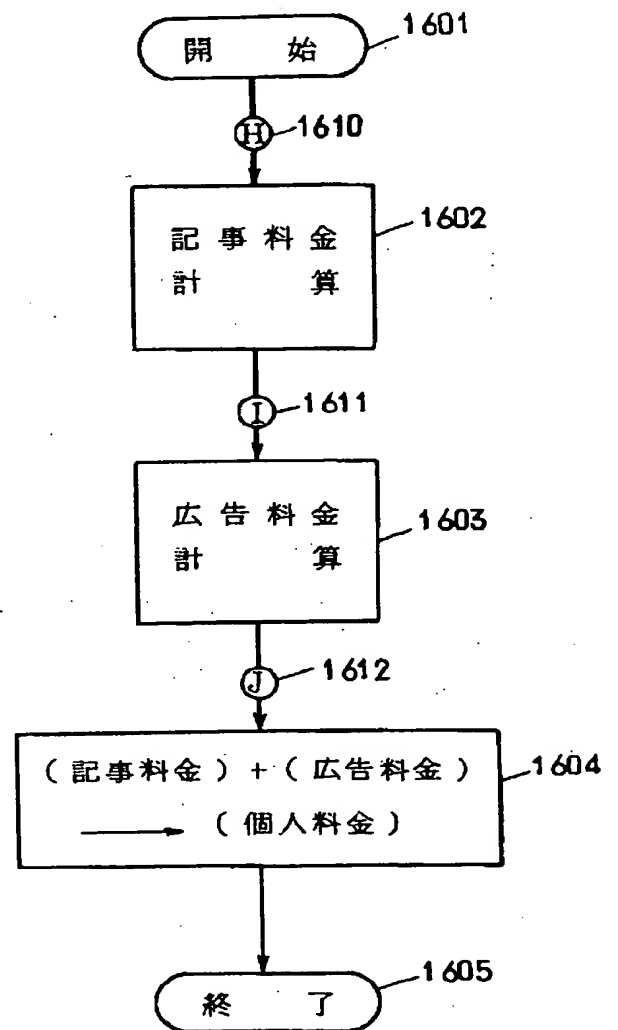 開始
1601
H
1610
記事料金
計算
1602
I
1611
広告料金
計算
1603
J
1612
(記事料金)+(広告料金)
→(個人料金)
1604
終了
1605